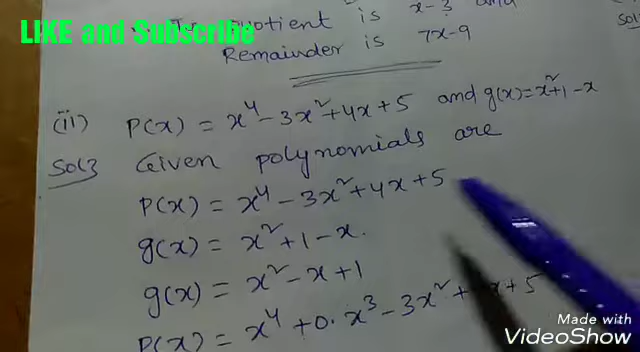 LIKE and Subscribe
Quotient is x-3 and
Remainder is 7x-9
(ii) P(x) = x⁴ - 3x² + 4x + 5 and g(x) = x² + 1 - x
Sol: Given polynomials are
P(x) = x⁴ - 3x² + 4x + 5
g(x) = x² + 1 - x.
g(x) = x² - x + 1
P(x) = x⁴ + 0. x³ - 3x² + x + 5
Made with
VideoShow